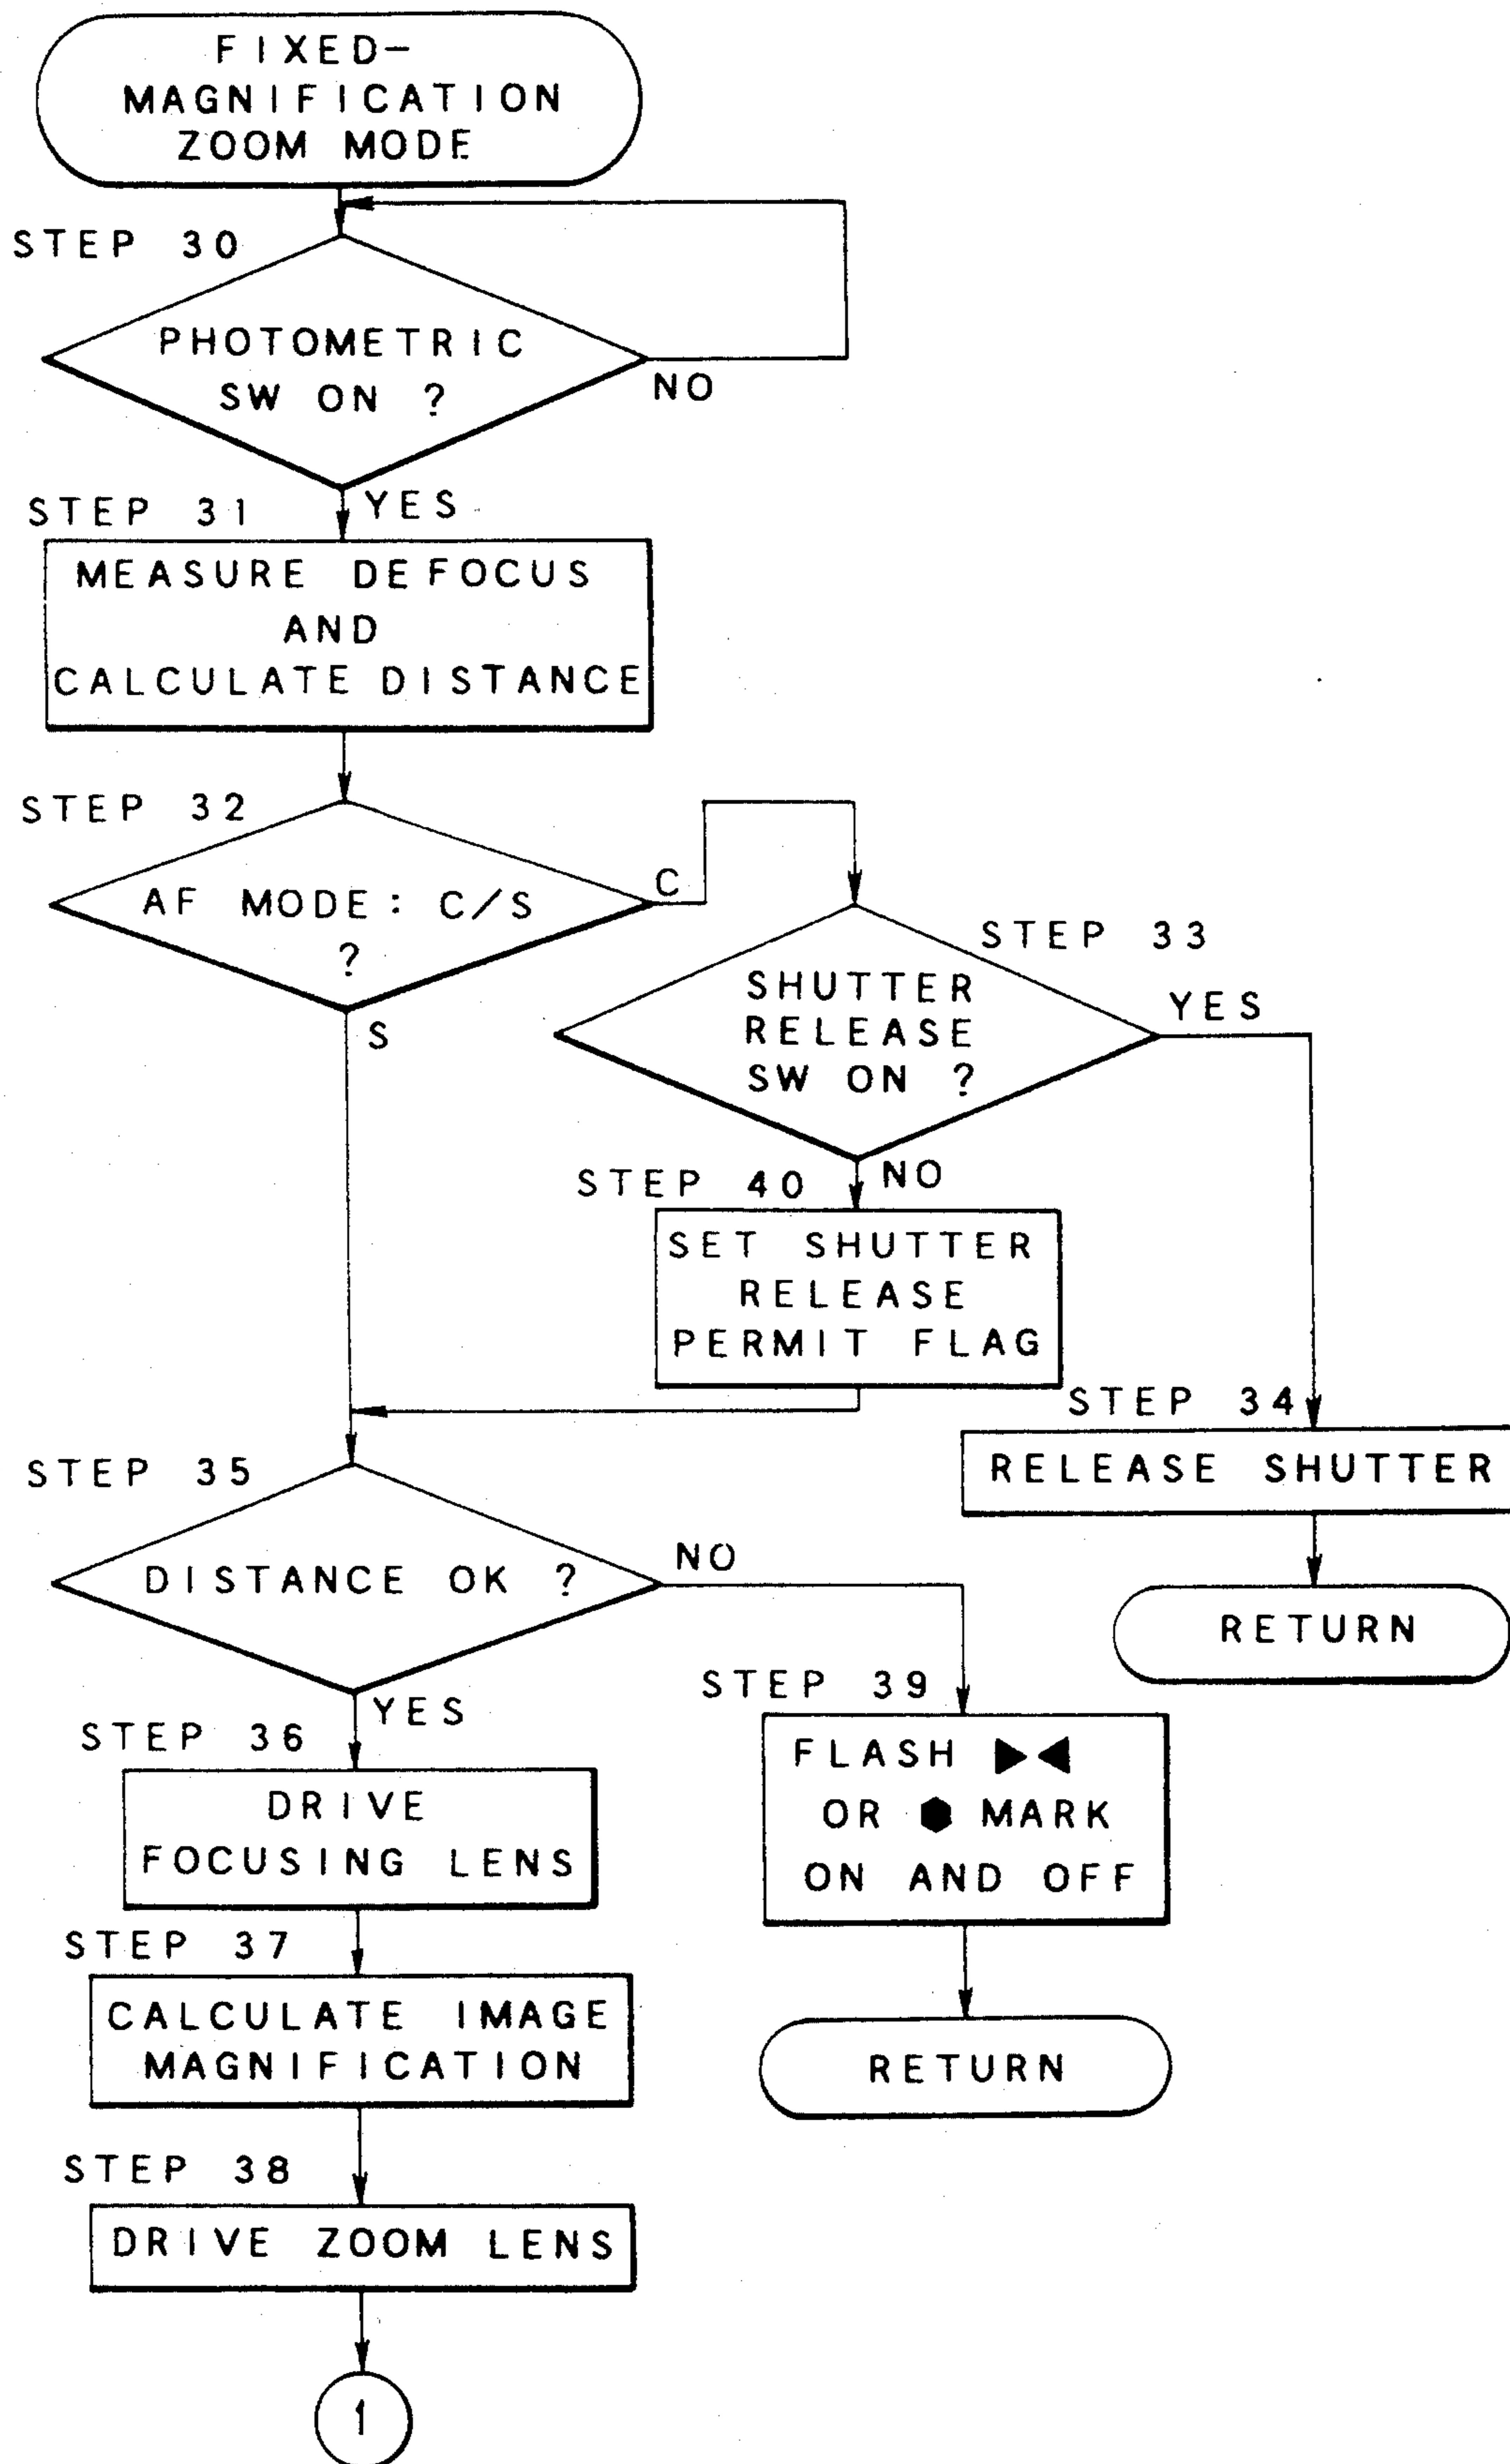 FIXED-
MAGNIFICATION
ZOOM MODE
STEP 30
PHOTOMETRIC
SW ON ?
NO
YES
STEP 31
MEASURE DEFOCUS
AND
CALCULATE DISTANCE
STEP 32
AF MODE: C/S
?
C
S
STEP 33
SHUTTER
RELEASE
SW ON ?
YES
NO
STEP 40
SET SHUTTER
RELEASE
PERMIT FLAG
STEP 34
RELEASE SHUTTER
RETURN
STEP 35
DISTANCE OK ?
NO
YES
STEP 39
FLASH ▶◀
OR ⬢ MARK
ON AND OFF
RETURN
STEP 36
DRIVE
FOCUSING LENS
STEP 37
CALCULATE IMAGE
MAGNIFICATION
STEP 38
DRIVE ZOOM LENS
1